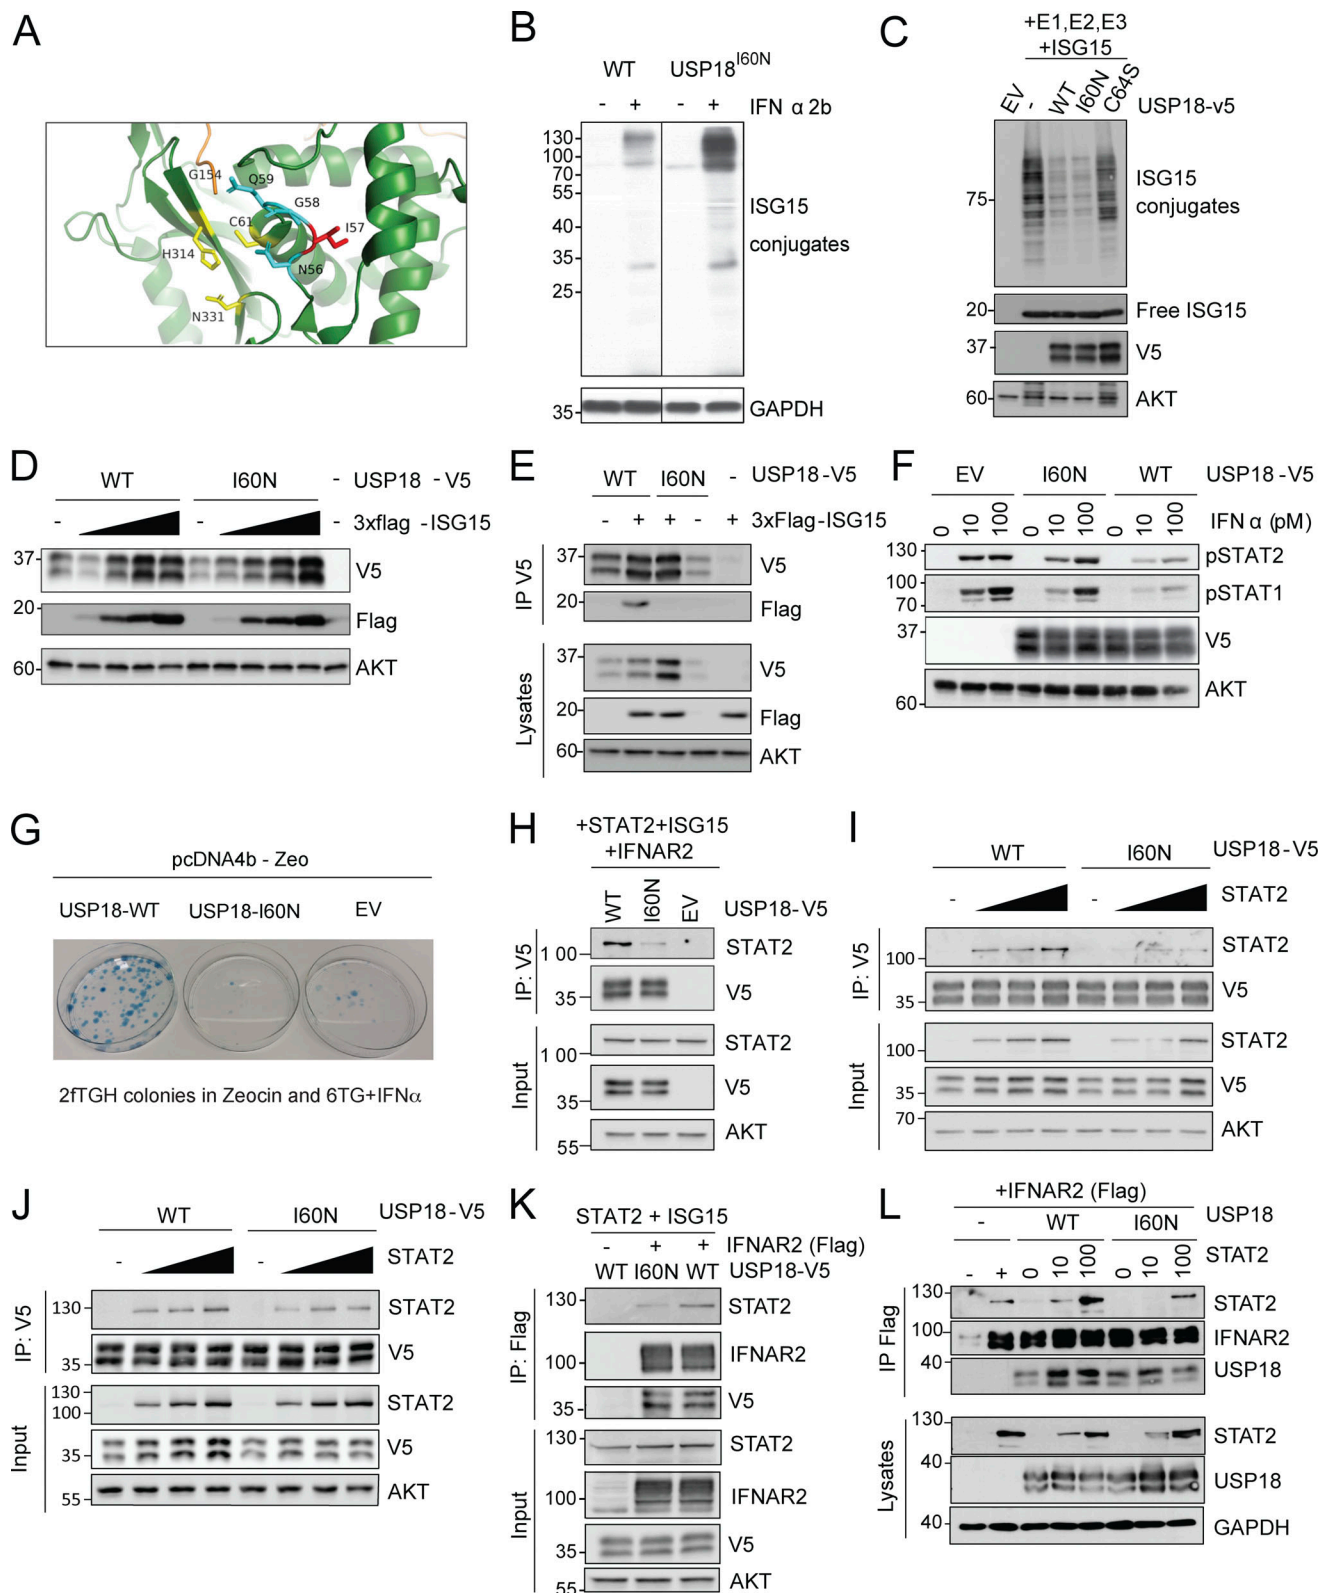 A
G154
Q59
G58
C61
I57
H314
N56
N331
B
WT USP18^I60N
- + - + IFN α 2b
130
100
70
55
40
35
25
ISG15
conjugates
35
GAPDH
C
+E1,E2,E3
+ISG15
EV - WT I60N C64S USP18-v5
75
ISG15
conjugates
20 Free ISG15
37 V5
60 AKT
D
WT I60N - USP18 - V5
- - - 3xflag - ISG15
37 V5
20 Flag
60 AKT
E
WT I60N - USP18-V5
- + + - + 3xFlag-ISG15
IP V5
37 V5
20 Flag
Lysates
37 V5
20 Flag
60 AKT
F
EV I60N WT USP18-V5
0 10 100 0 10 100 0 10 100 IFN α (pM)
130 pSTAT2
100
70
pSTAT1
37 V5
60 AKT
G
pcDNA4b - Zeo
USP18-WT USP18-I60N EV
2fTGH colonies in Zeocin and 6TG+IFNα
H
+STAT2+ISG15
+IFNAR2
WT I60N EV USP18-V5
IP: V5
100 STAT2
35 V5
Input
100 STAT2
35 V5
55 AKT
I
WT I60N USP18-V5
- - STAT2
IP: V5
100 STAT2
35 V5
Input
100 STAT2
35 V5
70 AKT
J
WT I60N USP18-V5
- - STAT2
IP: V5
130 STAT2
35 V5
Input
130
100
STAT2
35 V5
55 AKT
K
STAT2 + ISG15
- + + IFNAR2 (Flag)
WT I60N WT USP18-V5
IP: Flag
130 STAT2
100 IFNAR2
35 V5
Input
130 STAT2
100 IFNAR2
35 V5
55 AKT
L
+IFNAR2 (Flag)
- WT I60N USP18
- + 0 10 100 0 10 100 STAT2
IP Flag
130 STAT2
100 IFNAR2
40 USP18
Lysates
130 STAT2
40 USP18
40 GAPDH